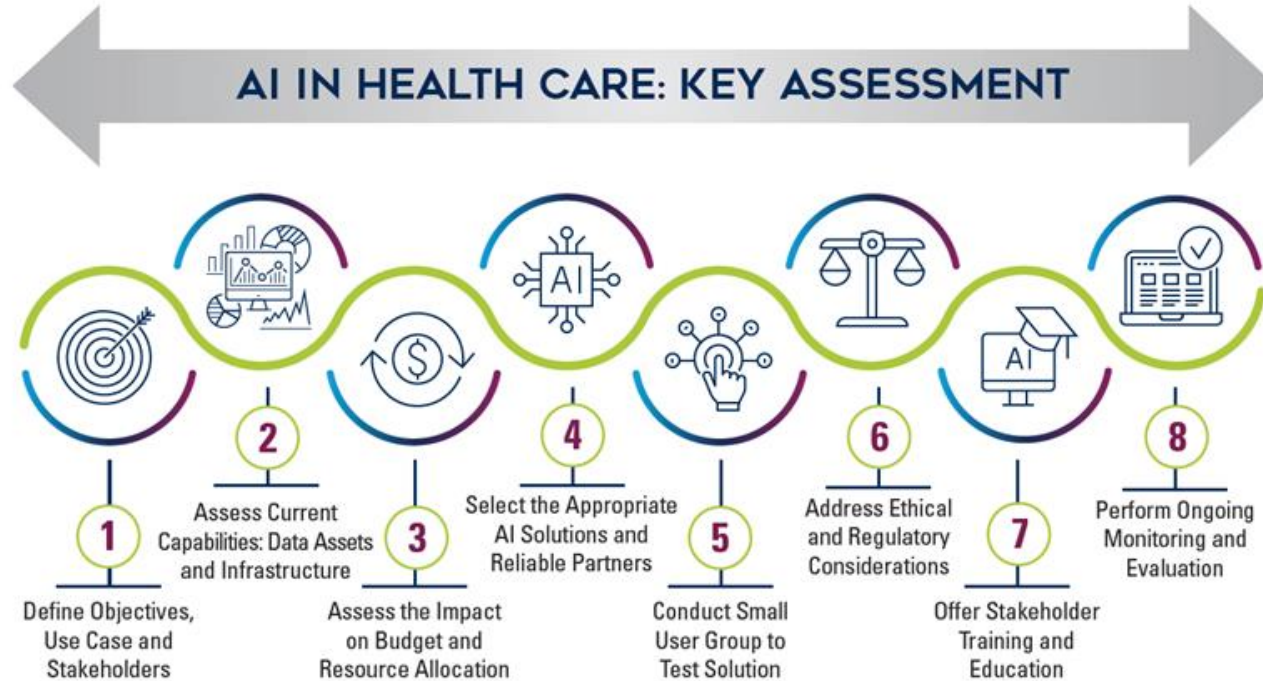 AI IN HEALTH CARE: KEY ASSESSMENT
AI
AI
1
Define Objectives,
Use Case and
Stakeholders
2
Assess Current
Capabilities: Data Assets
and Infrastructure
$
3
Assess the Impact
on Budget and
Resource Allocation
4
Select the Appropriate
AI Solutions and
Reliable Partners
5
Conduct Small
User Group to
Test Solution
6
Address Ethical
and Regulatory
Considerations
7
Offer Stakeholder
Training and
Education
8
Perform Ongoing
Monitoring and
Evaluation